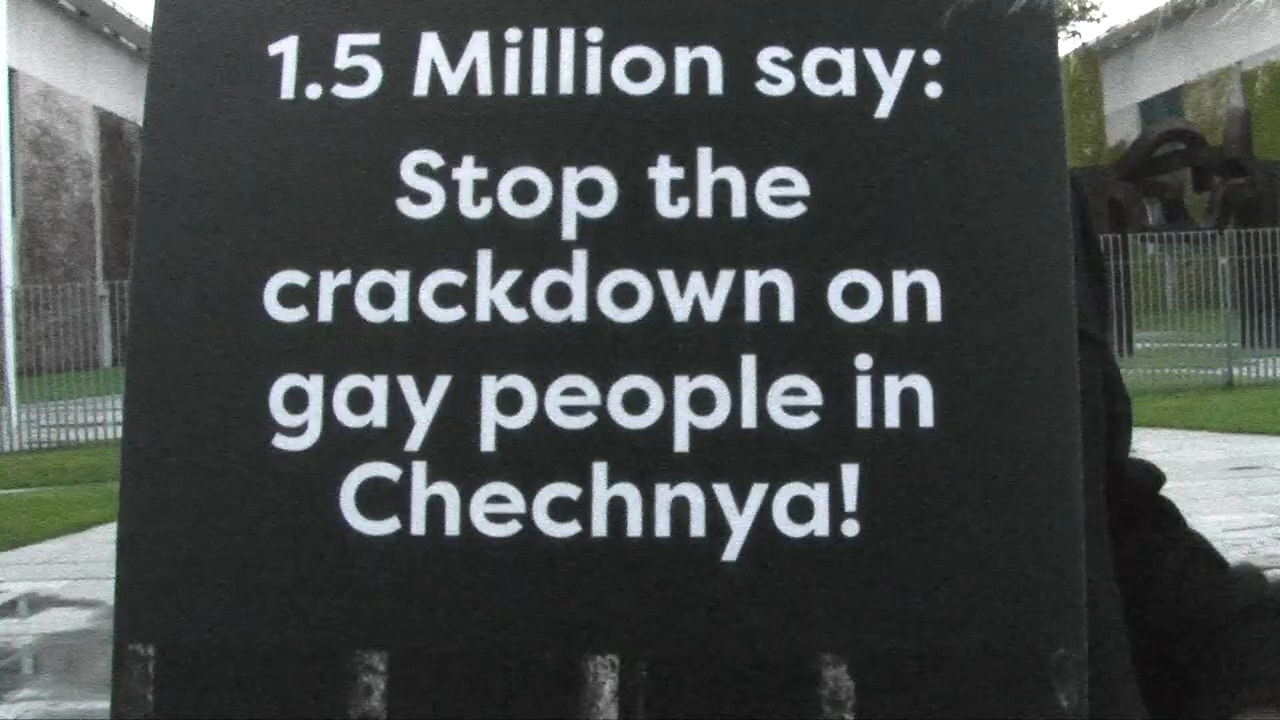 1.5 Million say:
Stop the
crackdown on
gay people in
Chechnya!